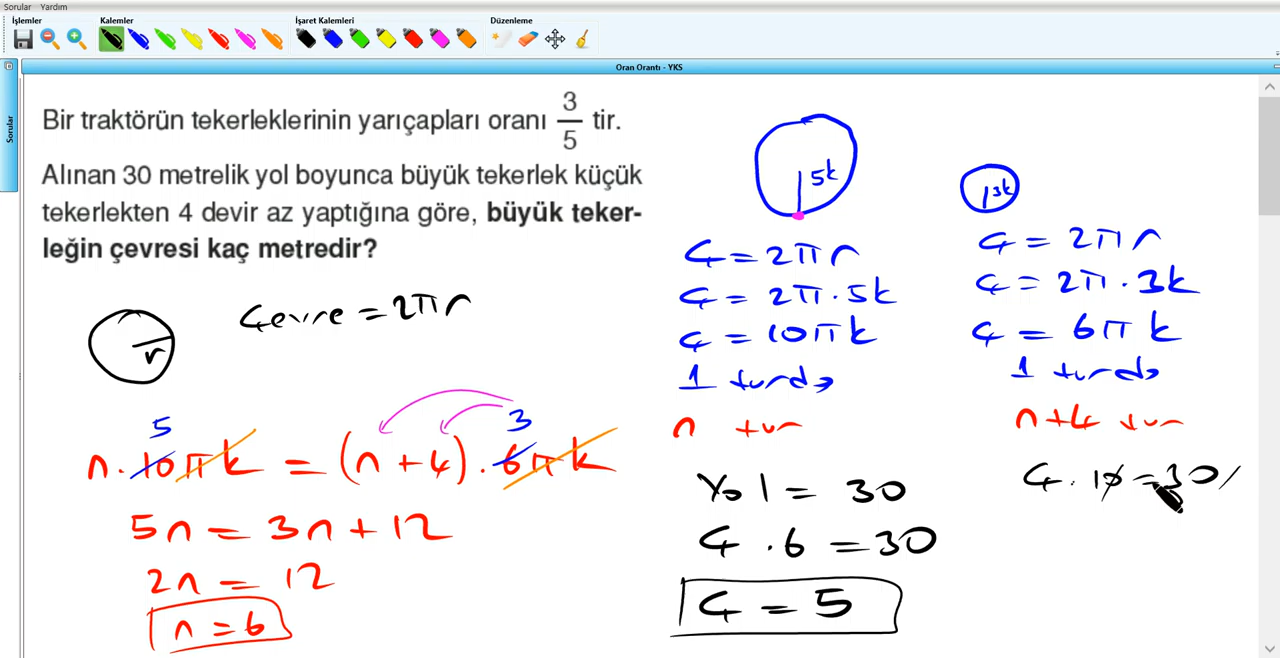 Sorular Yardım
İşlemler Kalemler İşaret Kalemleri Düzenleme
Oran Orantı - YKS
Sorular
Bir traktörün tekerleklerinin yarıçapları oranı 3/5 tir.
Alınan 30 metrelik yol boyunca büyük tekerlek küçük
tekerlekten 4 devir az yaptığına göre, büyük teker-
leğin çevresi kaç metredir?
r
Çevre = 2πr
5 3
n . 10πk = (n + 4) . 6πk
5n = 3n + 12
2n = 12
n = 6
5k
Ç = 2πr
Ç = 2π . 5k
Ç = 10πk
1 turda
n tur
Yol = 30
Ç . 6 = 30
Ç = 5
3k
Ç = 2πr
Ç = 2π . 3k
Ç = 6πk
1 turda
n+4 tur
Ç . 10 = 30